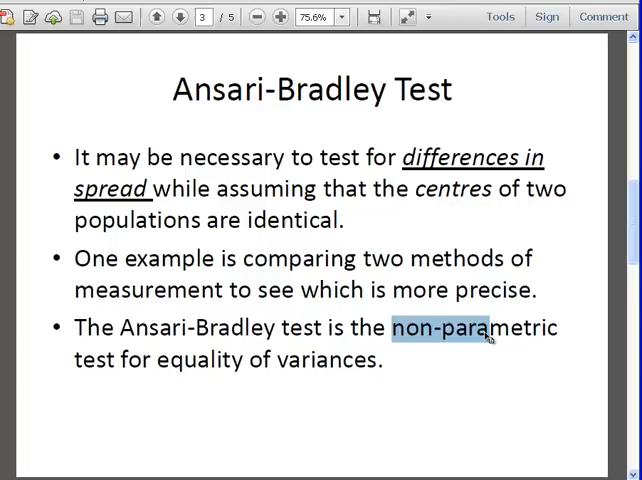 3 / 5 75.6% Tools Sign Comment
Ansari-Bradley Test
• It may be necessary to test for differences in
spread while assuming that the centres of two
populations are identical.
• One example is comparing two methods of
measurement to see which is more precise.
• The Ansari-Bradley test is the non-parametric
test for equality of variances.